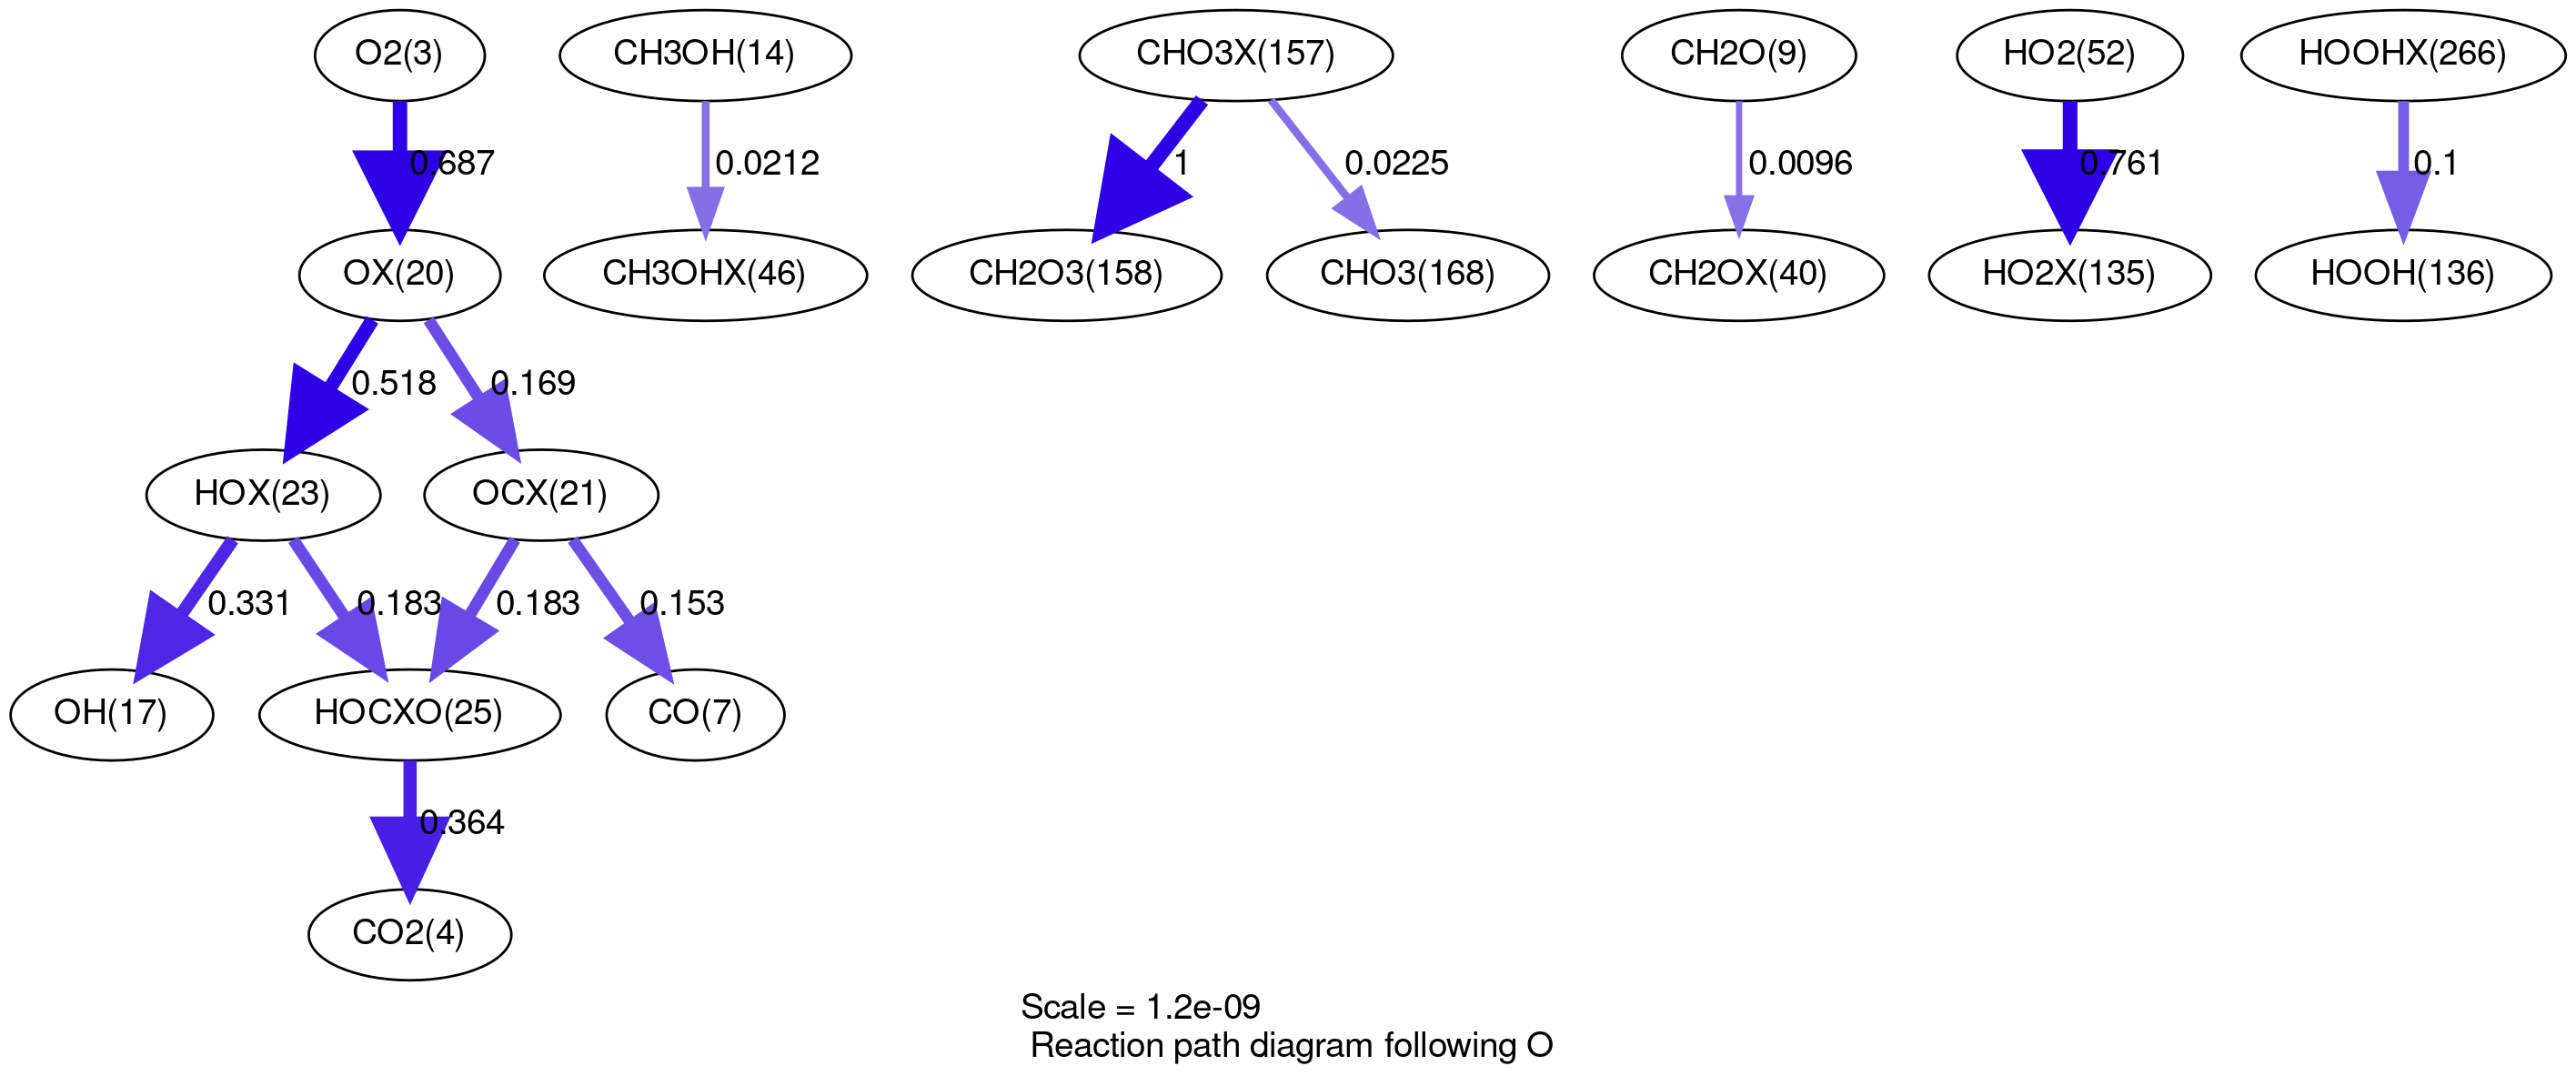 O2(3)
CH3OH(14)
CHO3X(157)
CH2O(9)
HO2(52)
HOOHX(266)
0.687
0.0212
1
0.0225
0.0096
0.761
0.1
OX(20)
CH3OHX(46)
CH2O3(158)
CHO3(168)
CH2OX(40)
HO2X(135)
HOOH(136)
0.518
0.169
HOX(23)
OCX(21)
0.331
0.183
0.183
0.153
OH(17)
HOCXO(25)
CO(7)
0.364
CO2(4)
Scale = 1.2e-09
Reaction path diagram following O